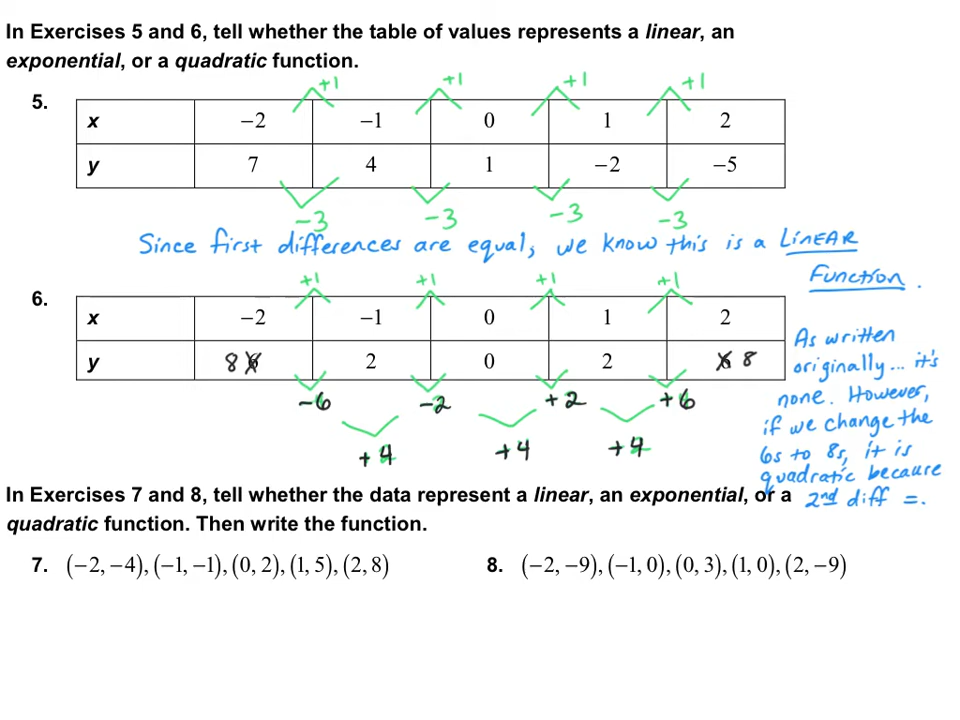 In Exercises 5 and 6, tell whether the table of values represents a linear, an
exponential, or a quadratic function.
+1 +1 +1 +1
5.
x −2 −1 0 1 2
y 7 4 1 −2 −5
−3 −3 −3 −3
Since first differences are equal, we know this is a LINEAR
Function.
+1 +1 +1 +1
6.
x −2 −1 0 1 2
y 8 6 2 0 2 6 8
−6 −2 +2 +6
+4 +4 +4
As written
originally... it's
none. However,
if we change the
6s to 8s, it is
quadratic because
2nd diff =.
In Exercises 7 and 8, tell whether the data represent a linear, an exponential, or a
quadratic function. Then write the function.
7. (−2, −4), (−1, −1), (0, 2), (1, 5), (2, 8)
8. (−2, −9), (−1, 0), (0, 3), (1, 0), (2, −9)